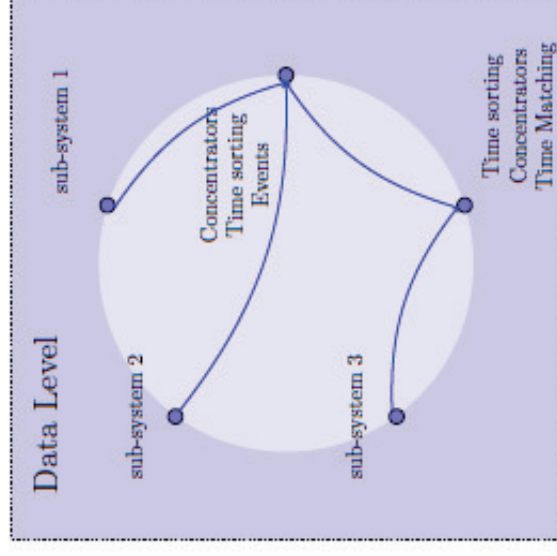 Data Level
sub-system 1
sub-system 2
sub-system 3
Concentrators
Time sorting
Events
Time sorting
Concentrators
Time Matching